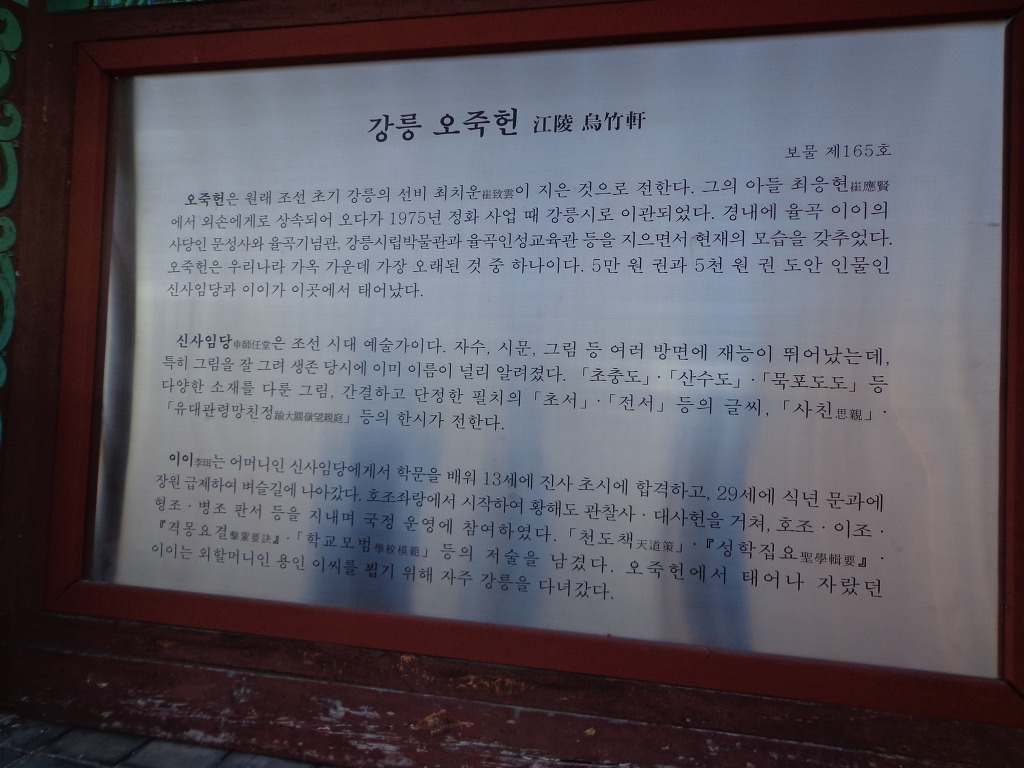 강릉 오죽헌 江陵 烏竹軒
보물 제165호
오죽헌은 원래 조선 초기 강릉의 선비 최치운崔致雲이 지은 것으로 전한다. 그의 아들 최응현崔應賢
에서 외손에게로 상속되어 오다가 1975년 정화 사업 때 강릉시로 이관되었다. 경내에 율곡 이이의
사당인 문성사와 율곡기념관, 강릉시립박물관과 율곡인성교육관 등을 지으면서 현재의 모습을 갖추었다.
오죽헌은 우리나라 가옥 가운데 가장 오래된 것 중 하나이다. 5만 원 권과 5천 원 권 도안 인물인
신사임당과 이이가 이곳에서 태어났다.
신사임당申師任堂은 조선 시대 예술가이다. 자수, 시문, 그림 등 여러 방면에 재능이 뛰어났는데,
특히 그림을 잘 그려 생존 당시에 이미 이름이 널리 알려졌다. 「초충도」·「산수도」·「묵포도도」 등
다양한 소재를 다룬 그림, 간결하고 단정한 필치의 「초서」·「전서」 등의 글씨, 「사친思親」·
「유대관령망친정踰大關嶺望親庭」 등의 한시가 전한다.
이이李珥는 어머니인 신사임당에게서 학문을 배워 13세에 진사 초시에 합격하고, 29세에 식년 문과에
장원 급제하여 벼슬길에 나아갔다. 호조좌랑에서 시작하여 황해도 관찰사·대사헌을 거쳐, 호조·이조·
형조·병조 판서 등을 지내며 국정 운영에 참여하였다. 「천도책天道策」·『성학집요聖學輯要』·
『격몽요결擊蒙要訣』·「학교모범學校模範」 등의 저술을 남겼다. 오죽헌에서 태어나 자랐던
이이는 외할머니인 용인 이씨를 뵙기 위해 자주 강릉을 다녀갔다.